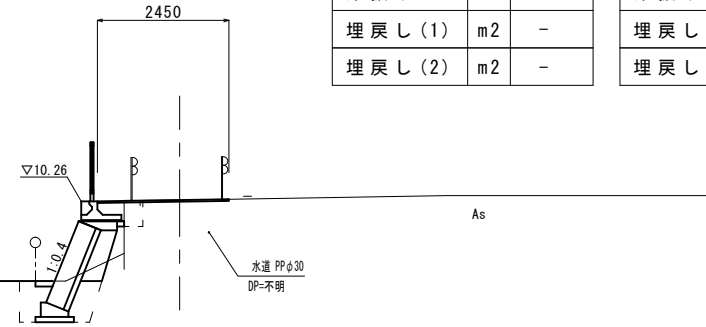 2450
埋戻し(1) m2 - 埋戻し
埋戻し(2) m2 - 埋戻し
▽10.26
As
1:0.4
水道 PPφ30
DP=不明